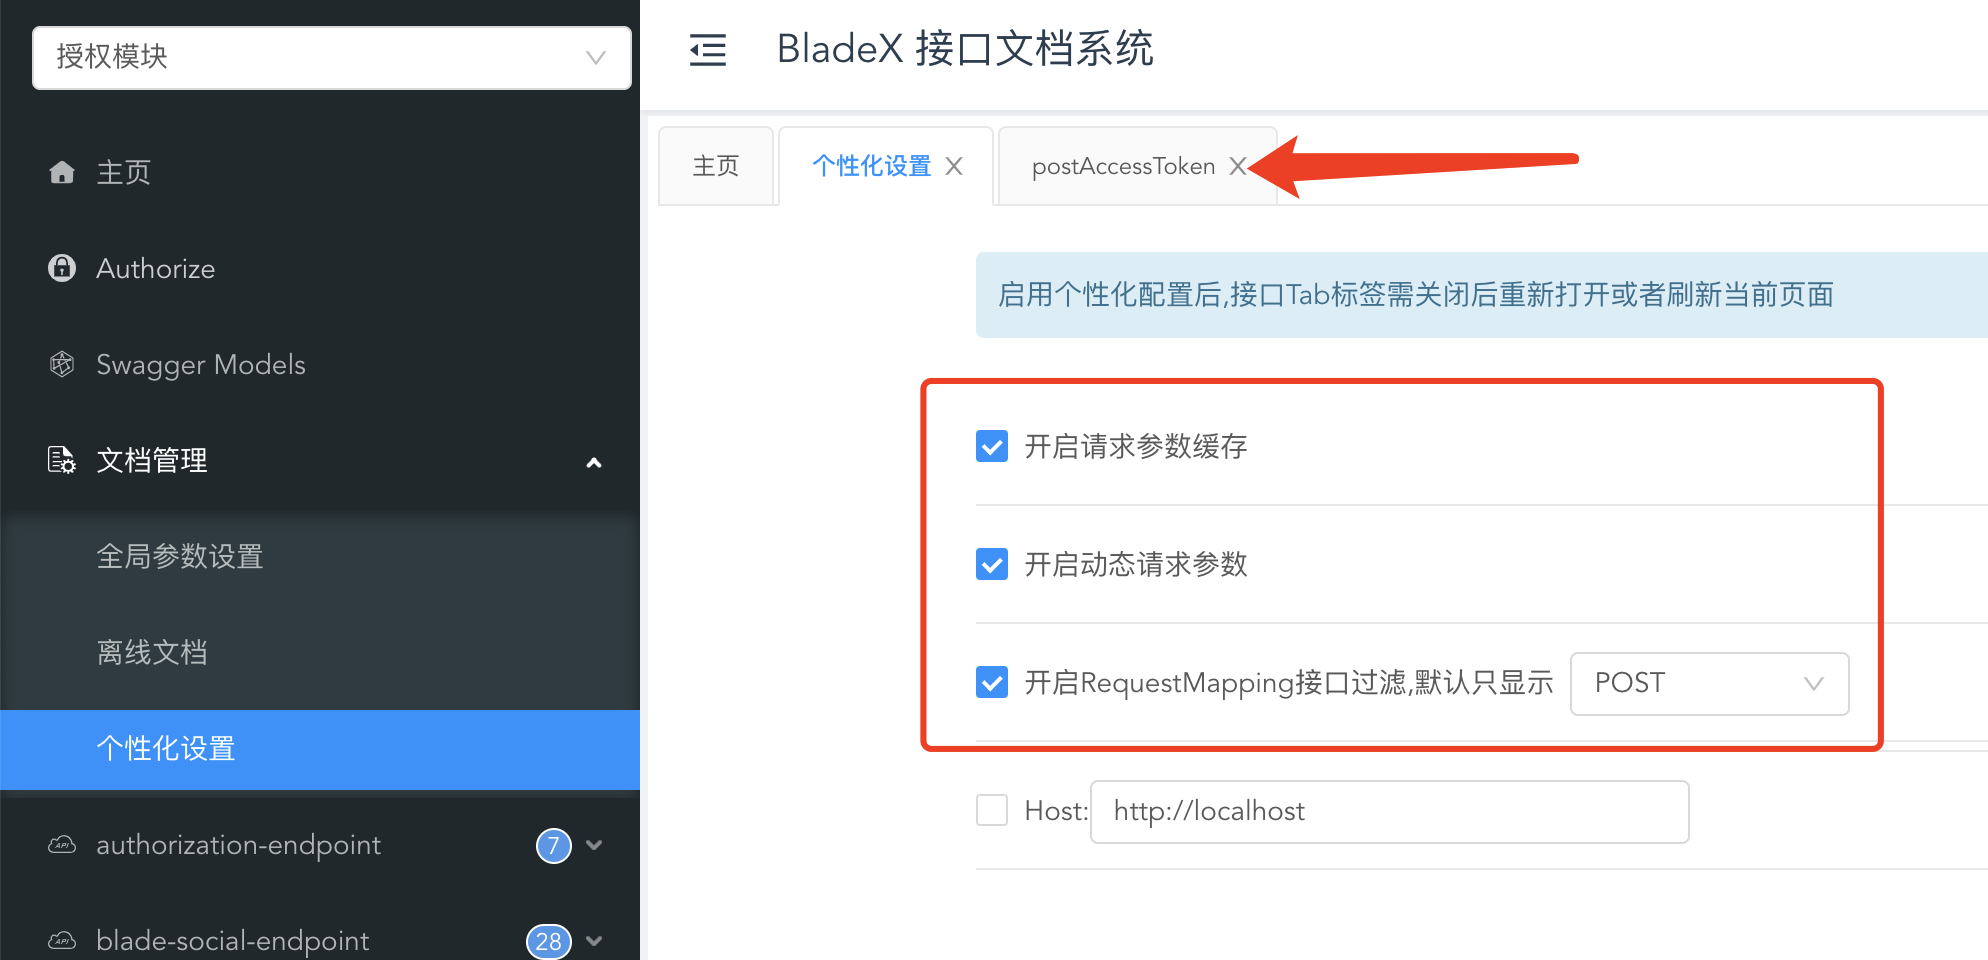 授权模块
主页
Authorize
Swagger Models
文档管理
全局参数设置
离线文档
个性化设置
authorization-endpoint 7
blade-social-endpoint 28
BladeX 接口文档系统
主页 个性化设置 postAccessToken
启用个性化配置后,接口Tab标签需关闭后重新打开或者刷新当前页面
开启请求参数缓存
开启动态请求参数
开启RequestMapping接口过滤,默认只显示 POST
Host: http://localhost